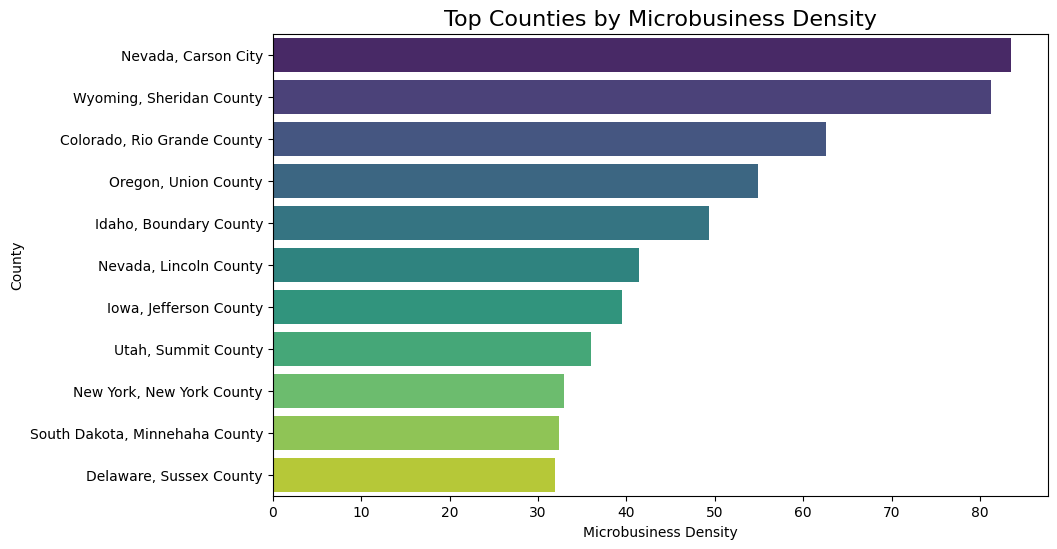 Top Counties by Microbusiness Density
County
Nevada, Carson City
Wyoming, Sheridan County
Colorado, Rio Grande County
Oregon, Union County
Idaho, Boundary County
Nevada, Lincoln County
Iowa, Jefferson County
Utah, Summit County
New York, New York County
South Dakota, Minnehaha County
Delaware, Sussex County
0 10 20 30 40 50 60 70 80
Microbusiness Density